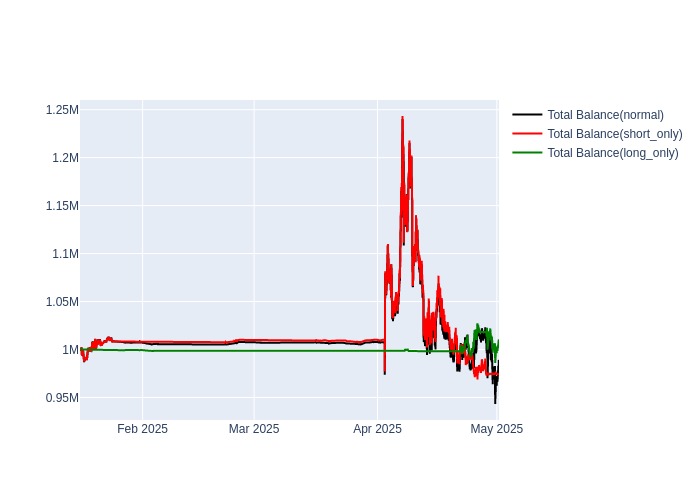 1.25M
1.2M
1.15M
1.1M
1.05M
1M
0.95M
Feb 2025
Mar 2025
Apr 2025
May 2025
Total Balance(normal)
Total Balance(short_only)
Total Balance(long_only)